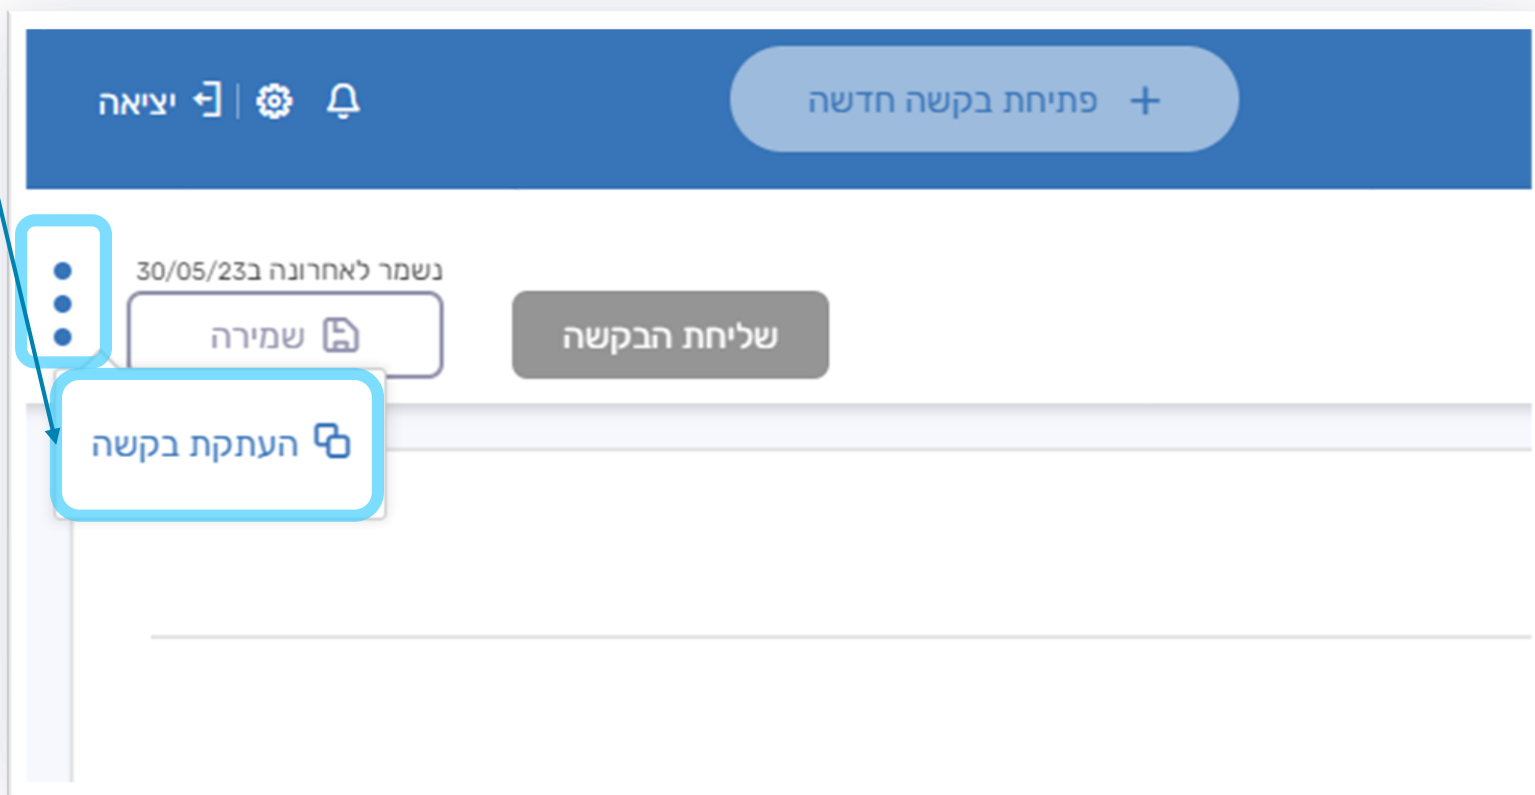 + פתיחת בקשה חדשה
יציאה
שליחת הבקשה
נשמר לאחרונה ב30/05/23
שמירה
העתקת בקשה